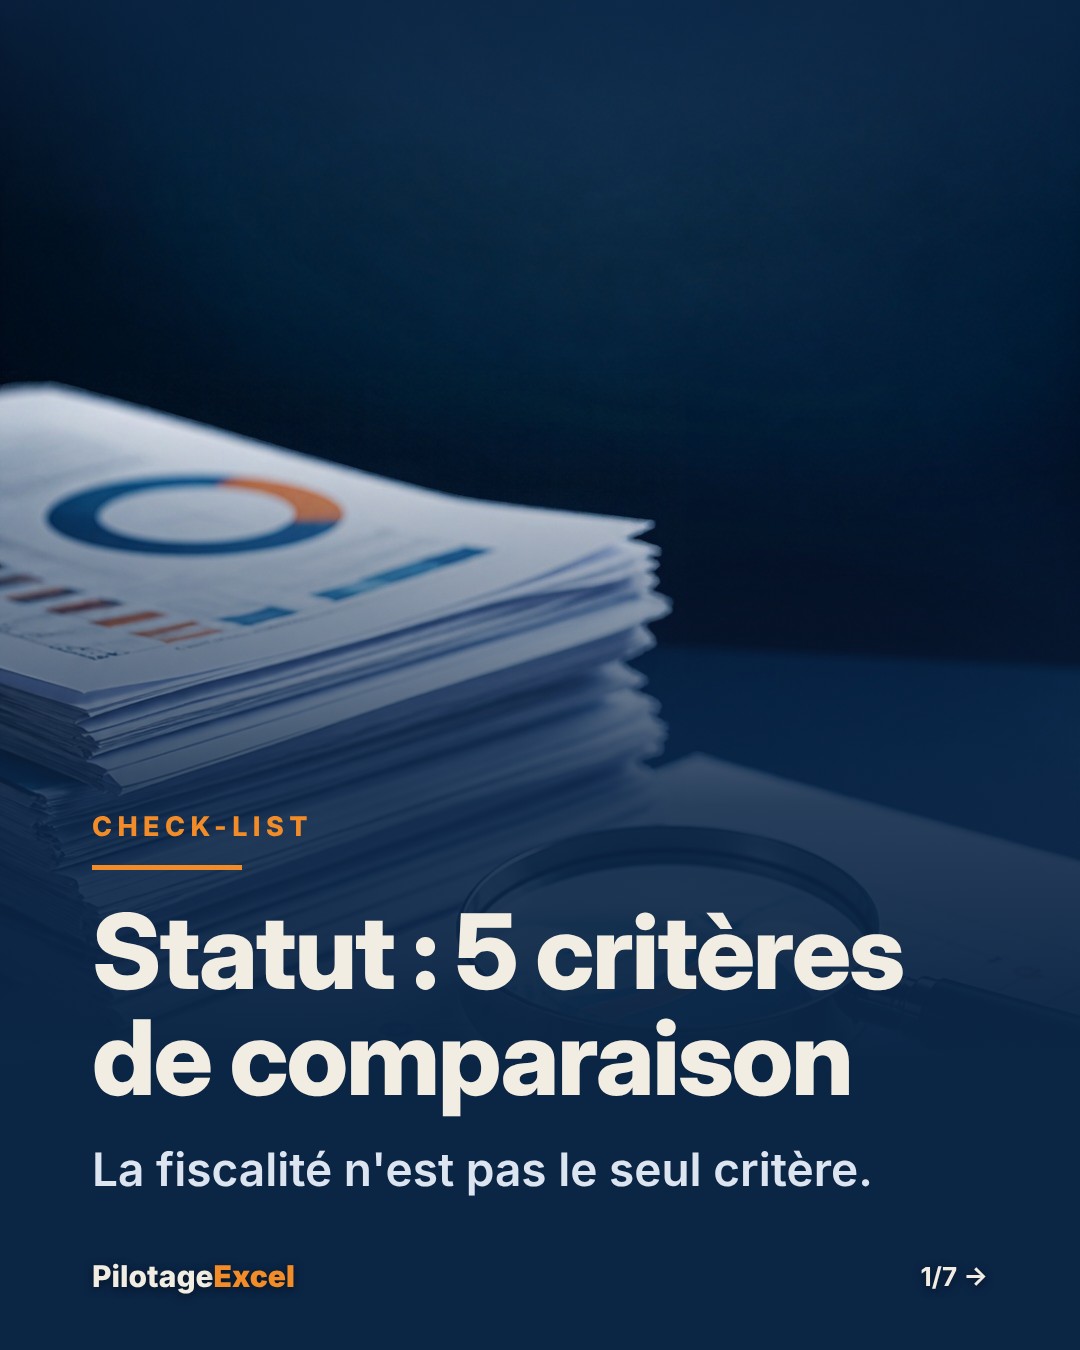 CHECK-LIST
Statut : 5 critères
de comparaison
La fiscalité n'est pas le seul critère.
PilotageExcel
1/7 →